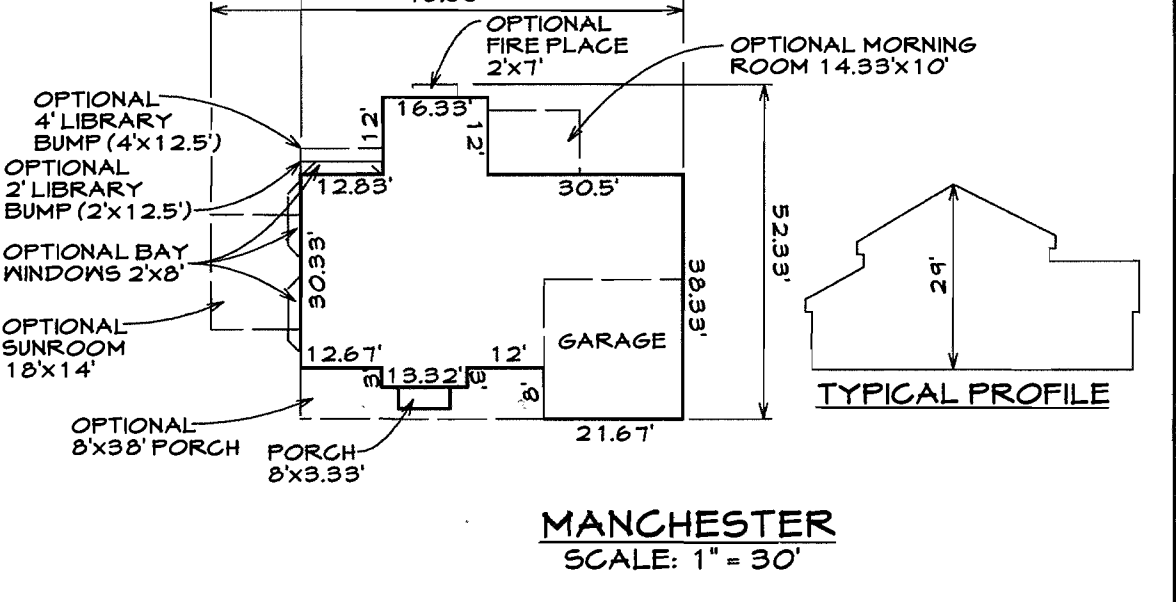 OPTIONAL
FIRE PLACE
2'x7'
OPTIONAL MORNING
ROOM 14.33'x10'
OPTIONAL
4' LIBRARY
BUMP (4'x12.5')
16.33'
12'
12'
OPTIONAL
2' LIBRARY
BUMP (2'x12.5')
12.83'
30.5'
OPTIONAL BAY
WINDOWS 2'x8'
30.33'
52.33'
38.33'
29'
OPTIONAL
SUNROOM
18'x14'
GARAGE
12.67'
13.32'
12'
3'
3'
8'
21.67'
TYPICAL PROFILE
OPTIONAL
8'x38' PORCH
PORCH
8'x3.33'
MANCHESTER
SCALE: 1" = 30'